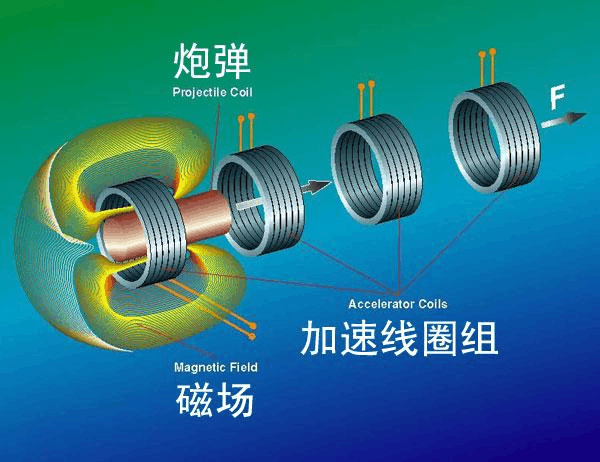 炮弹
Projectile Coil
F
Accelerator Coils
加速线圈组
Magnetic Field
磁场